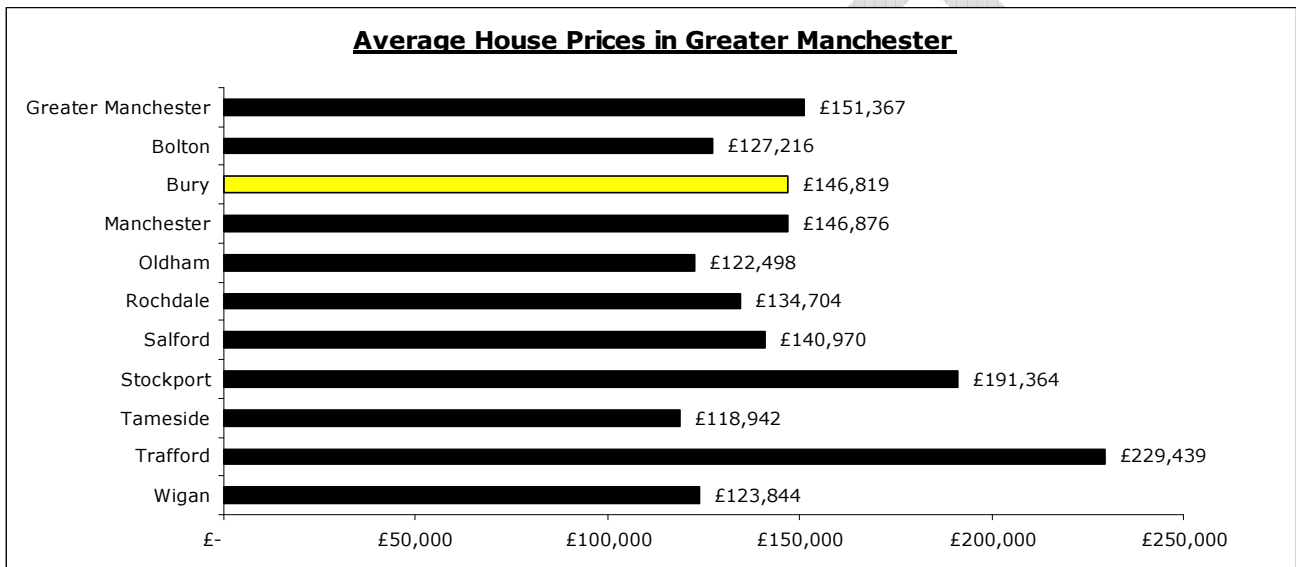 Average House Prices in Greater Manchester
Greater Manchester £151,367
Bolton £127,216
Bury £146,819
Manchester £146,876
Oldham £122,498
Rochdale £134,704
Salford £140,970
Stockport £191,364
Tameside £118,942
Trafford £229,439
Wigan £123,844
£- £50,000 £100,000 £150,000 £200,000 £250,000